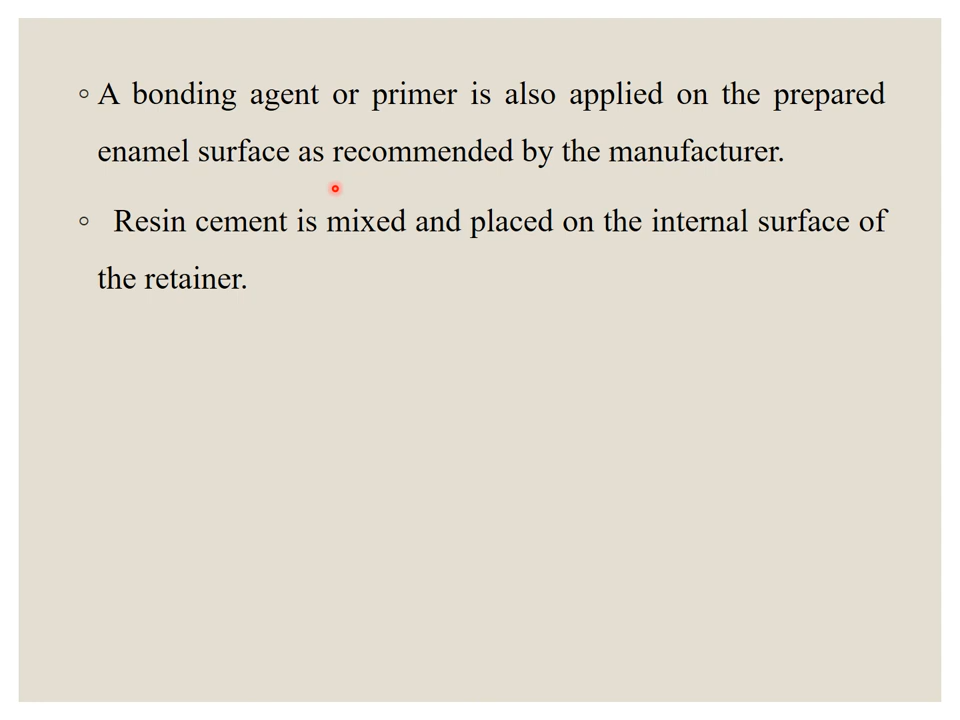 ◦ A bonding agent or primer is also applied on the prepared
enamel surface as recommended by the manufacturer.
◦ Resin cement is mixed and placed on the internal surface of
the retainer.